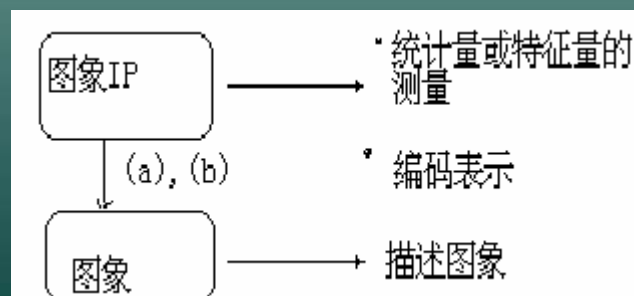 图象IP
·统计量或特征量的
测量
(a), (b)
· 编码表示
图象
描述图象